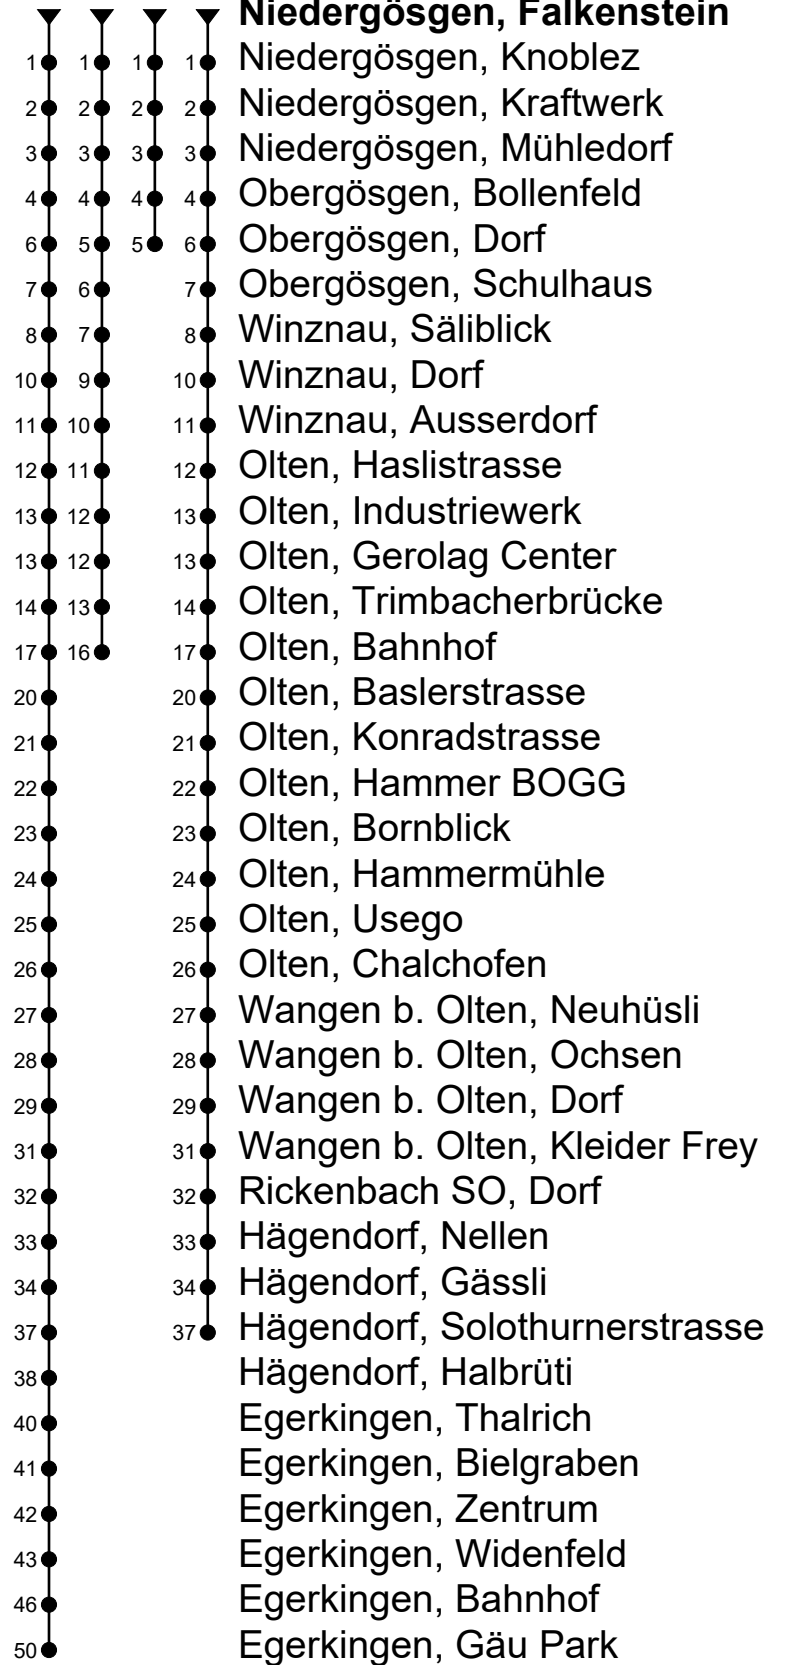 Niedergösgen, Falkenstein
1 1 1 1 Niedergösgen, Knoblez
2 2 2 2 Niedergösgen, Kraftwerk
3 3 3 3 Niedergösgen, Mühledorf
4 4 4 4 Obergösgen, Bollenfeld
6 5 5 6 Obergösgen, Dorf
7 6 7 Obergösgen, Schulhaus
8 7 8 Winznau, Säliblick
10 9 10 Winznau, Dorf
11 10 11 Winznau, Ausserdorf
12 11 12 Olten, Haslistrasse
13 12 13 Olten, Industriewerk
13 12 13 Olten, Gerolag Center
14 13 14 Olten, Trimbacherbrücke
17 16 17 Olten, Bahnhof
20 20 Olten, Baslerstrasse
21 21 Olten, Konradstrasse
22 22 Olten, Hammer BOGG
23 23 Olten, Bornblick
24 24 Olten, Hammermühle
25 25 Olten, Usego
26 26 Olten, Chalchofen
27 27 Wangen b. Olten, Neuhüsli
28 28 Wangen b. Olten, Ochsen
29 29 Wangen b. Olten, Dorf
31 31 Wangen b. Olten, Kleider Frey
32 32 Rickenbach SO, Dorf
33 33 Hägendorf, Nellen
34 34 Hägendorf, Gässli
37 37 Hägendorf, Solothurnerstrasse
38 Hägendorf, Halbrüti
40 Egerkingen, Thalrich
41 Egerkingen, Bielgraben
42 Egerkingen, Zentrum
43 Egerkingen, Widenfeld
46 Egerkingen, Bahnhof
50 Egerkingen, Gäu Park